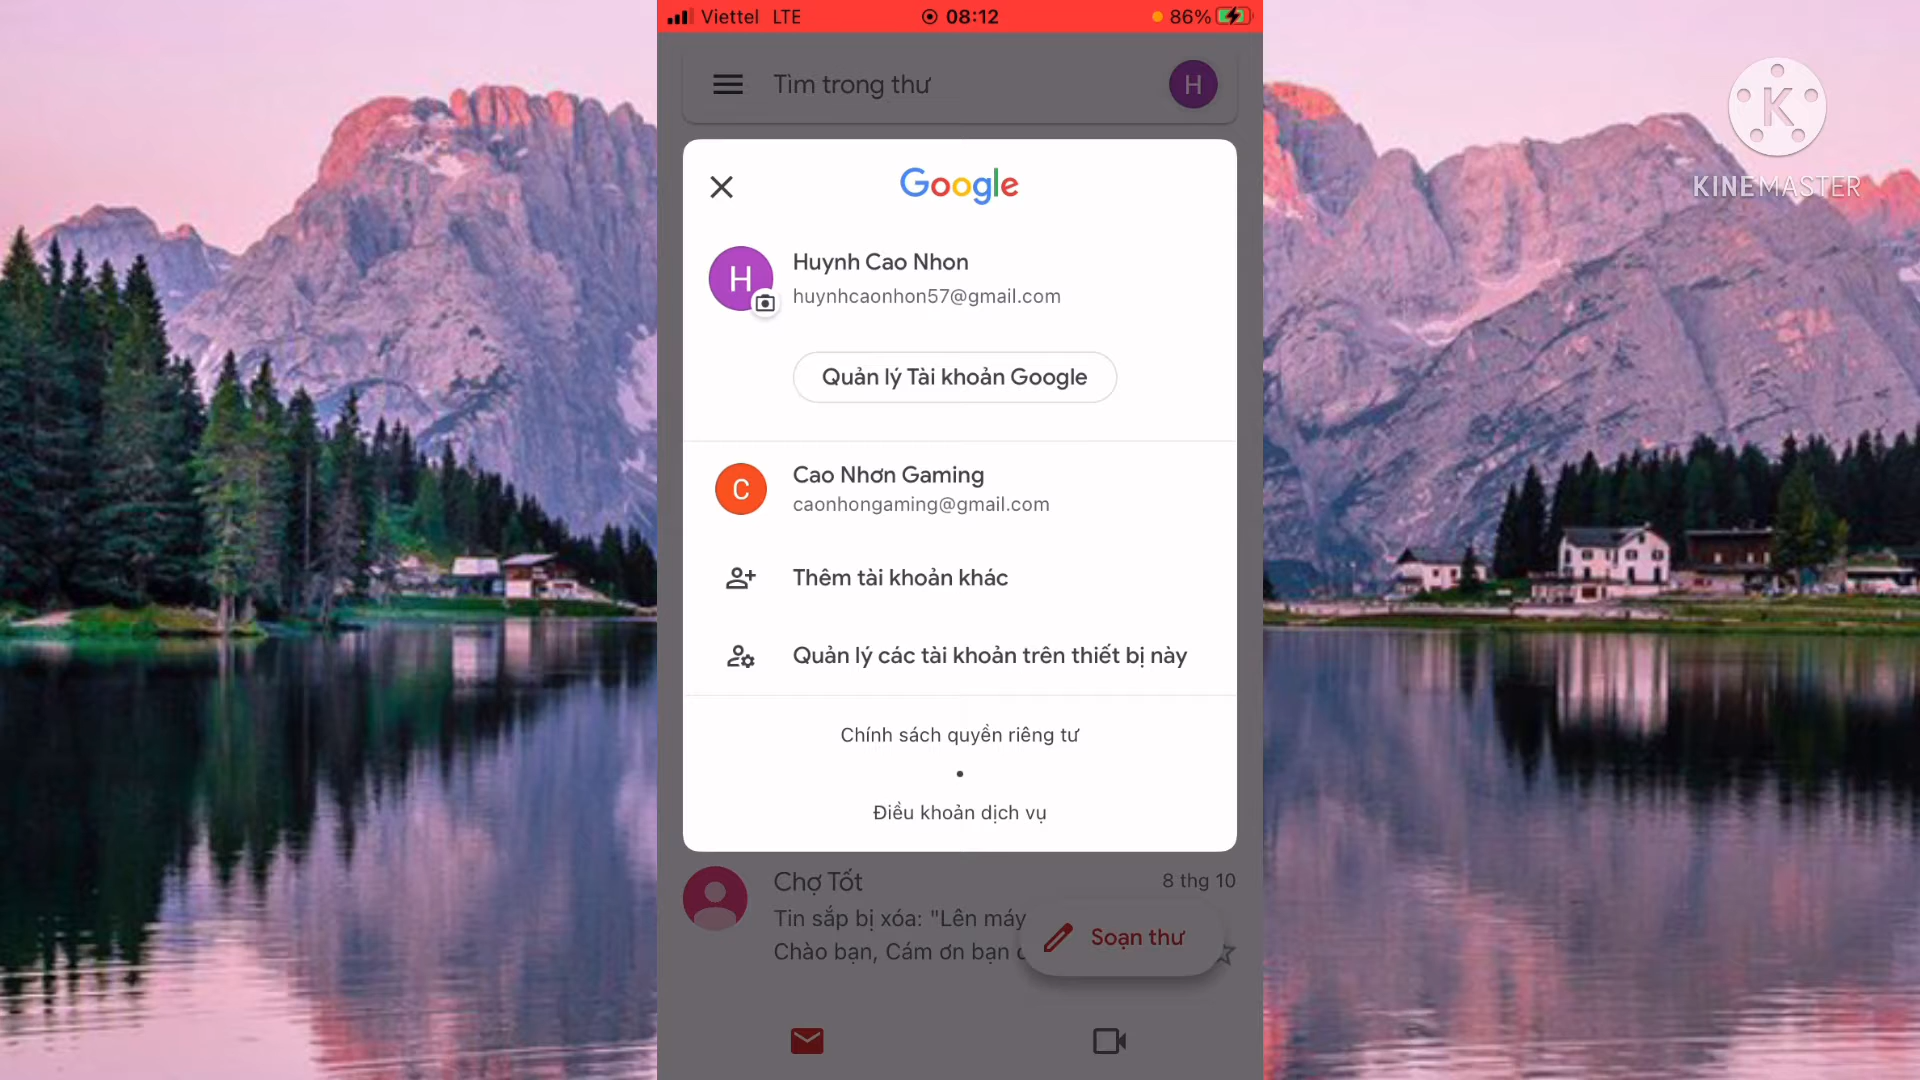 Viettel LTE 08:12 86%
Tìm trong thư H
K
KINEMASTER
Google
H
Huynh Cao Nhon
huynhcaonhon57@gmail.com
Quản lý Tài khoản Google
C
Cao Nhơn Gaming
caonhongaming@gmail.com
Thêm tài khoản khác
Quản lý các tài khoản trên thiết bị này
Chính sách quyền riêng tư
•
Điều khoản dịch vụ
Chợ Tốt 8 thg 10
Tin sắp bị xóa: "Lên máy
Chào bạn, Cám ơn bạn
Soạn thư